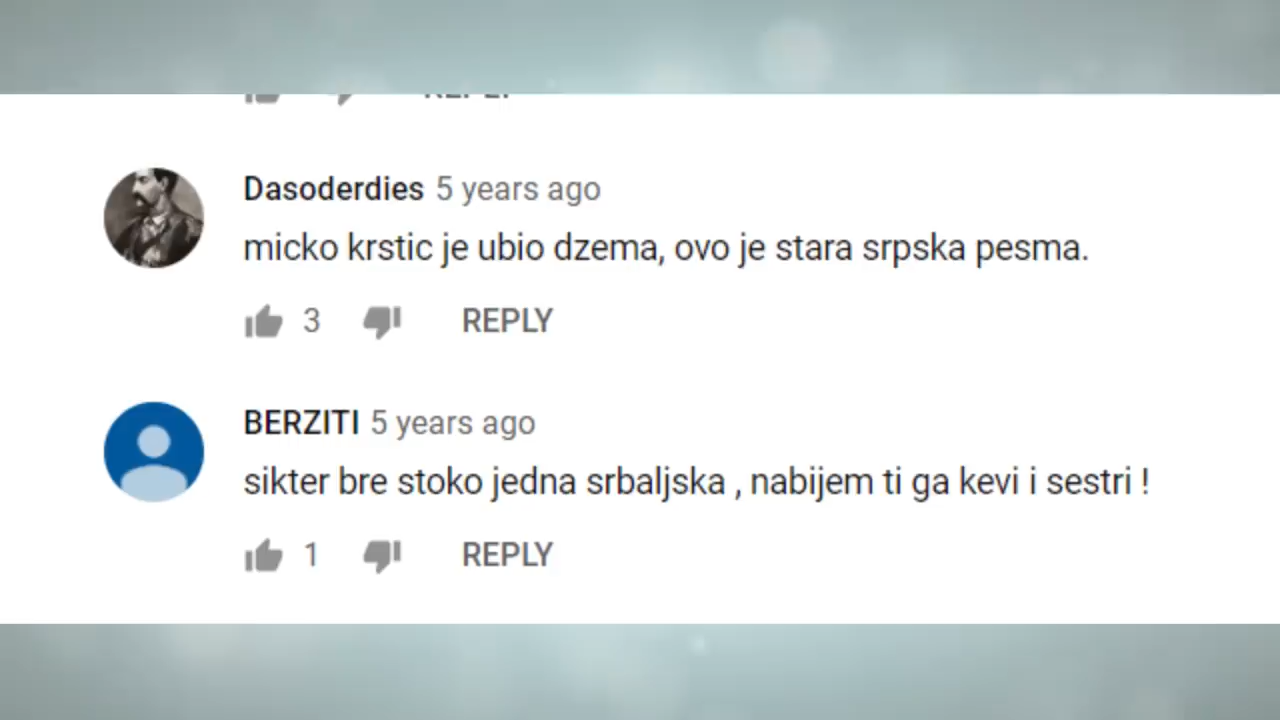 REPLY
Dasoderdies 5 years ago
micko krstic je ubio dzema, ovo je stara srpska pesma.
3 REPLY
BERZITI 5 years ago
sikter bre stoko jedna srbaljska , nabijem ti ga kevi i sestri !
1 REPLY